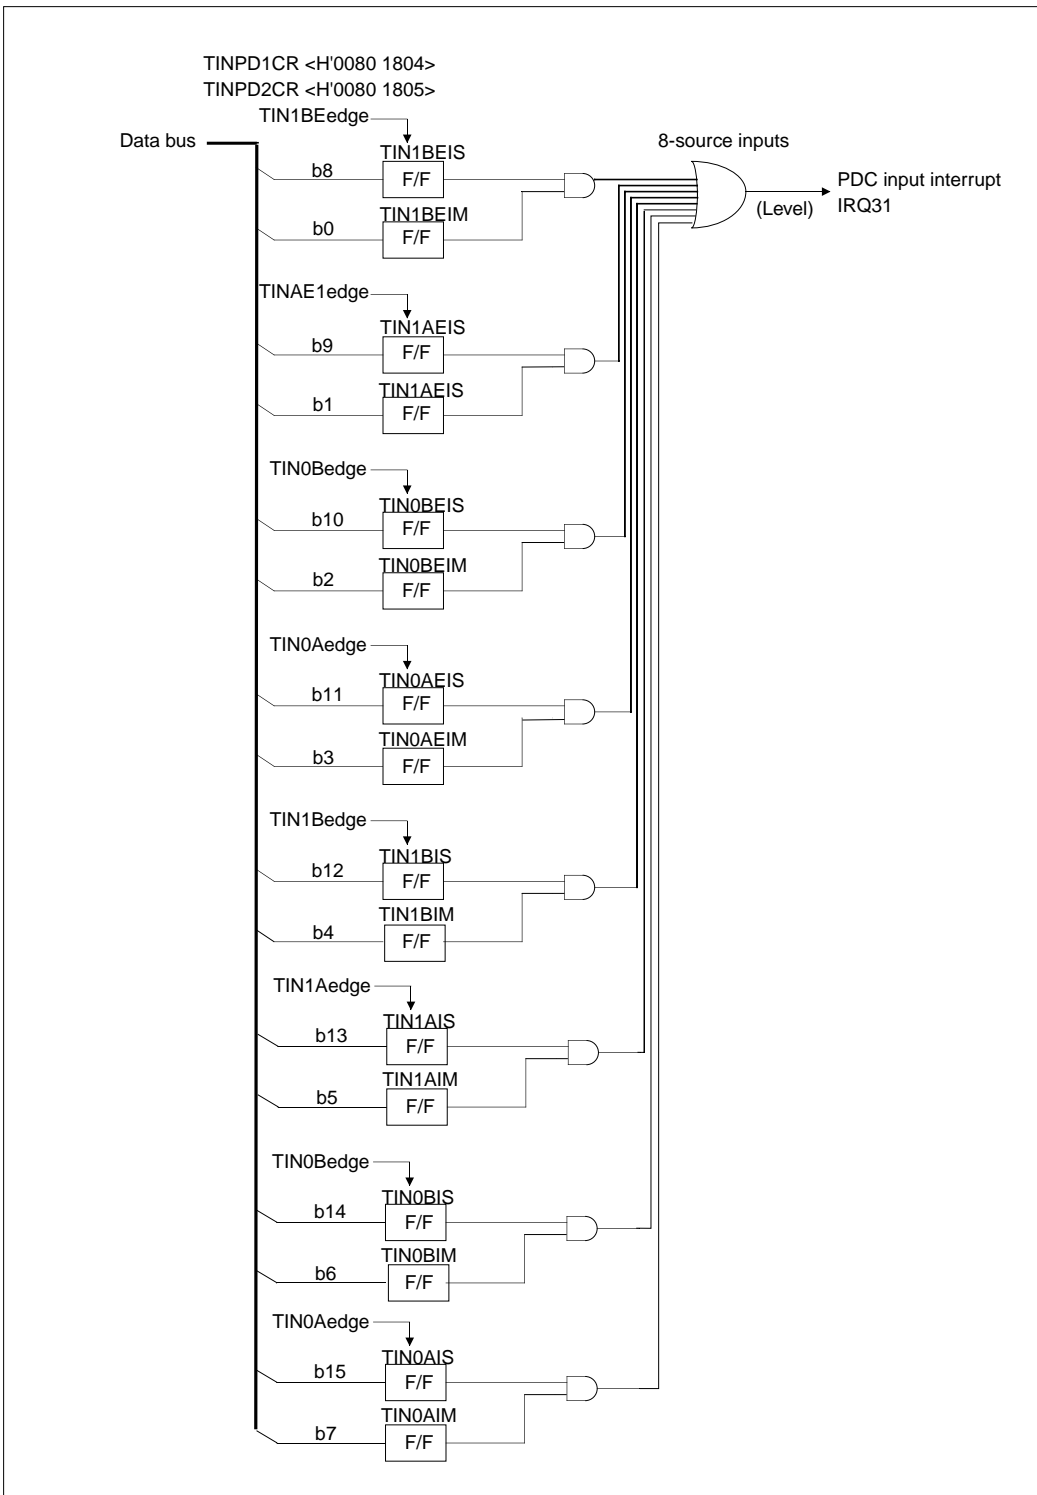 TINPD1CR <H'0080 1804>
TINPD2CR <H'0080 1805>
TIN1BEedge
Data bus
8-source inputs
TIN1BEIS
b8
F/F
PDC input interrupt
IRQ31
(Level)
TIN1BEIM
b0
F/F
TINAE1edge
TIN1AEIS
b9
F/F
TIN1AEIS
b1
F/F
TIN0Bedge
TIN0BEIS
b10
F/F
TIN0BEIM
b2
F/F
TIN0Aedge
TIN0AEIS
b11
F/F
TIN0AEIM
b3
F/F
TIN1Bedge
TIN1BIS
b12
F/F
TIN1BIM
b4
F/F
TIN1Aedge
TIN1AIS
b13
F/F
TIN1AIM
b5
F/F
TIN0Bedge
TIN0BIS
b14
F/F
TIN0BIM
b6
F/F
TIN0Aedge
TIN0AIS
b15
F/F
TIN0AIM
b7
F/F